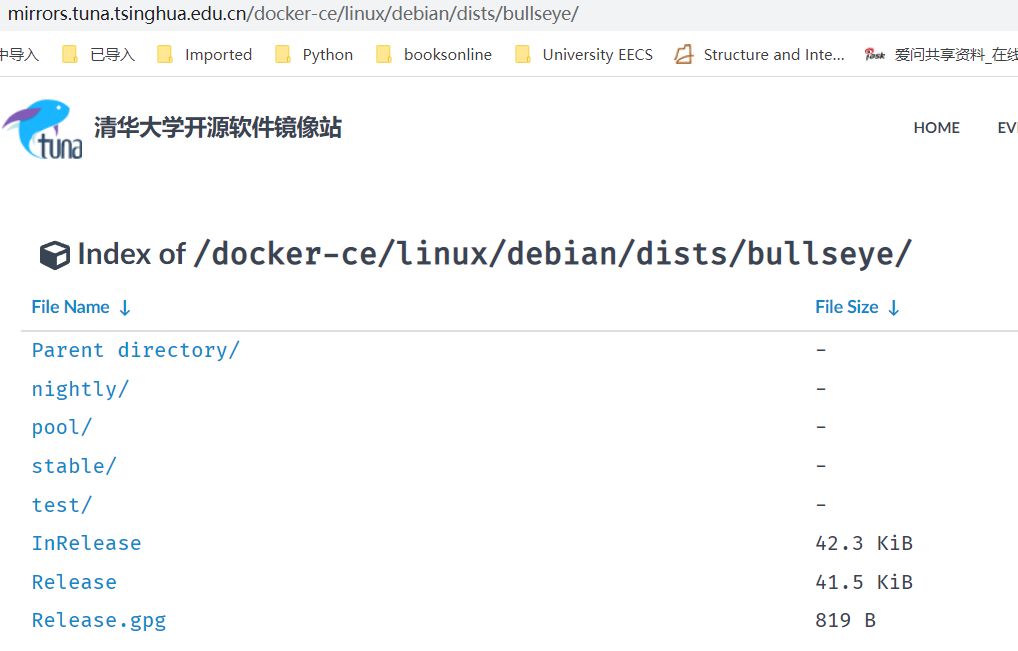 mirrors.tuna.tsinghua.edu.cn/docker-ce/linux/debian/dists/bullseye/
中导入 已导入 Imported Python booksonline University EECS Structure and Inte... Task 爱问共享资料_在线
tuna 清华大学开源软件镜像站 HOME EVE
Index of /docker-ce/linux/debian/dists/bullseye/
File Name ↓ File Size ↓
Parent directory/ -
nightly/ -
pool/ -
stable/ -
test/ -
InRelease 42.3 KiB
Release 41.5 KiB
Release.gpg 819 B